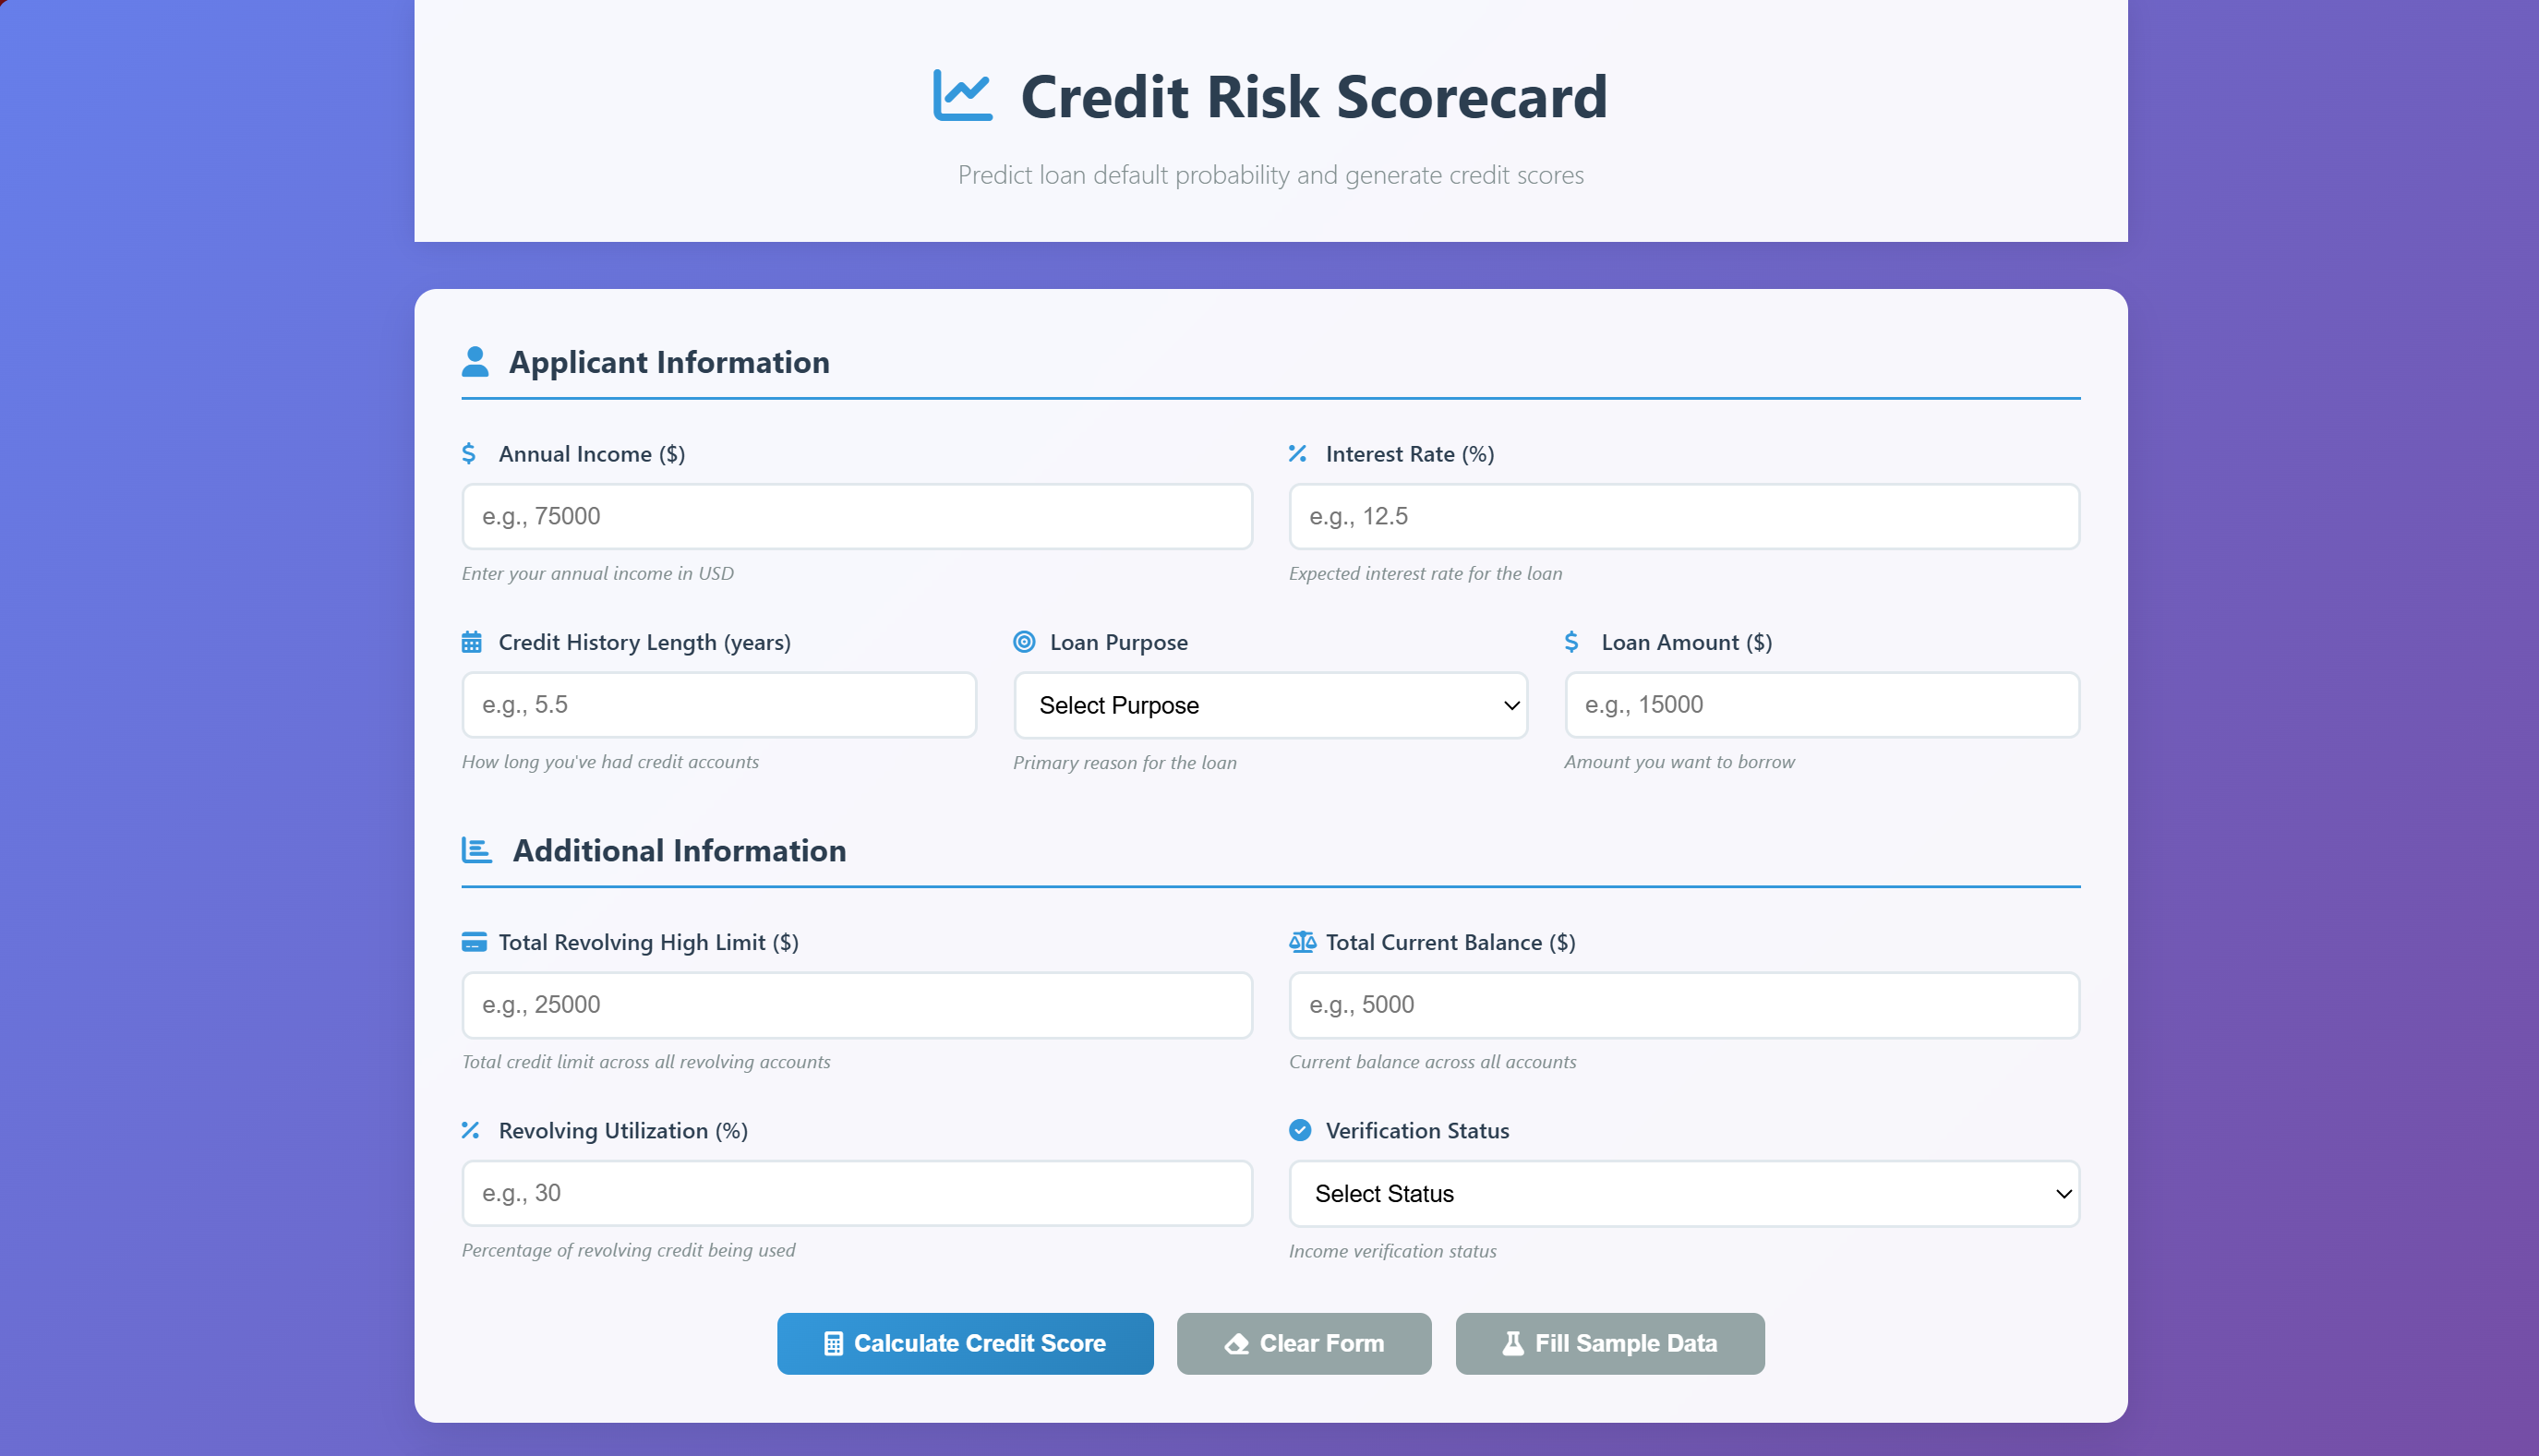 Credit Risk Scorecard
Predict loan default probability and generate credit scores
Applicant Information
Annual Income ($)
e.g., 75000
Enter your annual income in USD
Interest Rate (%)
e.g., 12.5
Expected interest rate for the loan
Credit History Length (years)
e.g., 5.5
How long you've had credit accounts
Loan Purpose
Select Purpose
Primary reason for the loan
Loan Amount ($)
e.g., 15000
Amount you want to borrow
Additional Information
Total Revolving High Limit ($)
e.g., 25000
Total credit limit across all revolving accounts
Total Current Balance ($)
e.g., 5000
Current balance across all accounts
Revolving Utilization (%)
e.g., 30
Percentage of revolving credit being used
Verification Status
Select Status
Income verification status
Calculate Credit Score
Clear Form
Fill Sample Data